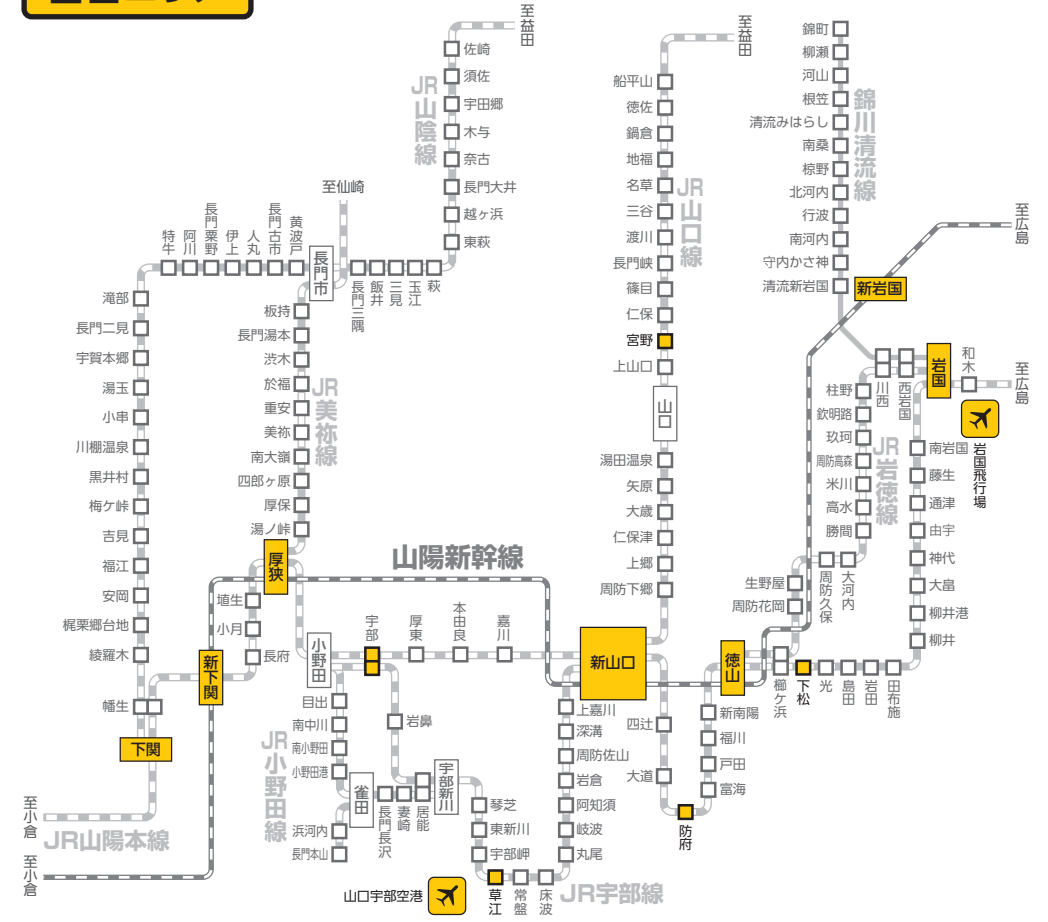 至益田
佐崎
須佐
宇田郷
木与
奈古
長門大井
越ヶ浜
東萩
JR山陰線
至仙崎
特牛
阿川
長門粟野
伊上
人丸
長門古市
黄波戸
長門市
長門三隅
飯井
三見
玉江
萩
滝部
長門二見
宇賀本郷
湯玉
小串
川棚温泉
黒井村
梅ケ峠
吉見
福江
安岡
梶栗郷台地
綾羅木
幡生
下関
新下関
板持
長門湯本
渋木
於福
重安
美祢
南大嶺
四郎ヶ原
厚保
湯ノ峠
JR美祢線
厚狭
埴生
小月
長府
山陽新幹線
至益田
船平山
徳佐
鍋倉
地福
名草
三谷
渡川
長門峡
篠目
仁保
宮野
上山口
山口
湯田温泉
矢原
大歳
仁保津
上郷
周防下郷
JR山口線
錦町
柳瀬
河山
根笠
清流みはらし
南桑
椋野
北河内
行波
南河内
守内かさ神
清流新岩国
錦川清流線
至広島
新岩国
岩国
和木
至広島
岩国飛行場
川西
西岩国
柱野
欽明路
玖珂
周防高森
米川
高水
勝間
JR岩徳線
大河内
周防久保
生野屋
周防花岡
南岩国
藤生
通津
由宇
神代
大畠
柳井港
柳井
田布施
岩田
島田
光
下松
櫛ケ浜
徳山
新南陽
福川
戸田
富海
防府
大道
四辻
新山口
嘉川
本由良
厚東
宇部
小野田
目出
南中川
南小野田
小野田港
雀田
浜河内
長門本山
JR小野田線
長門長沢
妻崎
居能
岩鼻
宇部新川
琴芝
東新川
宇部岬
草江
常盤
床波
丸尾
岐波
阿知須
岩倉
周防佐山
深溝
上嘉川
JR宇部線
山口宇部空港
至小倉
JR山陽本線
至小倉